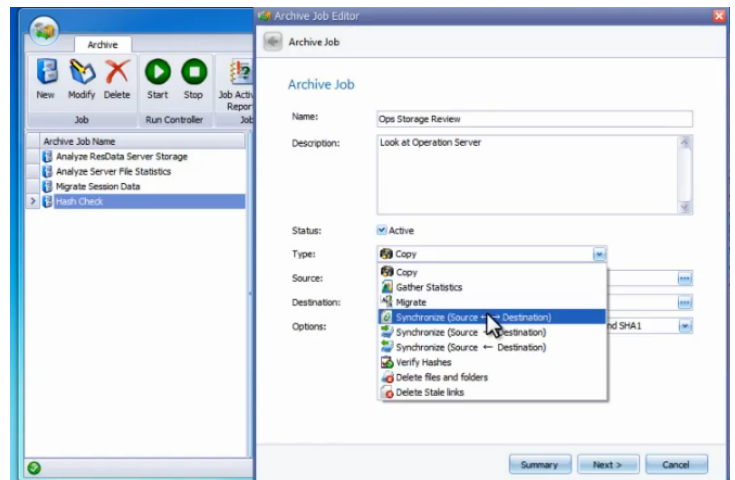 Archive Job Editor
Archive
Archive Job
New Modify Delete Start Stop Job Activ
Repor
Job Run Controller Job
Archive Job Name
Analyze ResData Server Storage
Analyze Server File Statistics
Migrate Session Data
Hash Check
Archive Job
Name: Ops Storage Review
Description: Look at Operation Server
Status: Active
Type: Copy
Source:
Destination:
Options: nd SHA1
Copy
Gather Statistics
Migrate
Synchronize (Source ←→ Destination)
Synchronize (Source Destination)
Synchronize (Source ← Destination)
Verify Hashes
Delete files and folders
Delete Stale links
Summary Next > Cancel